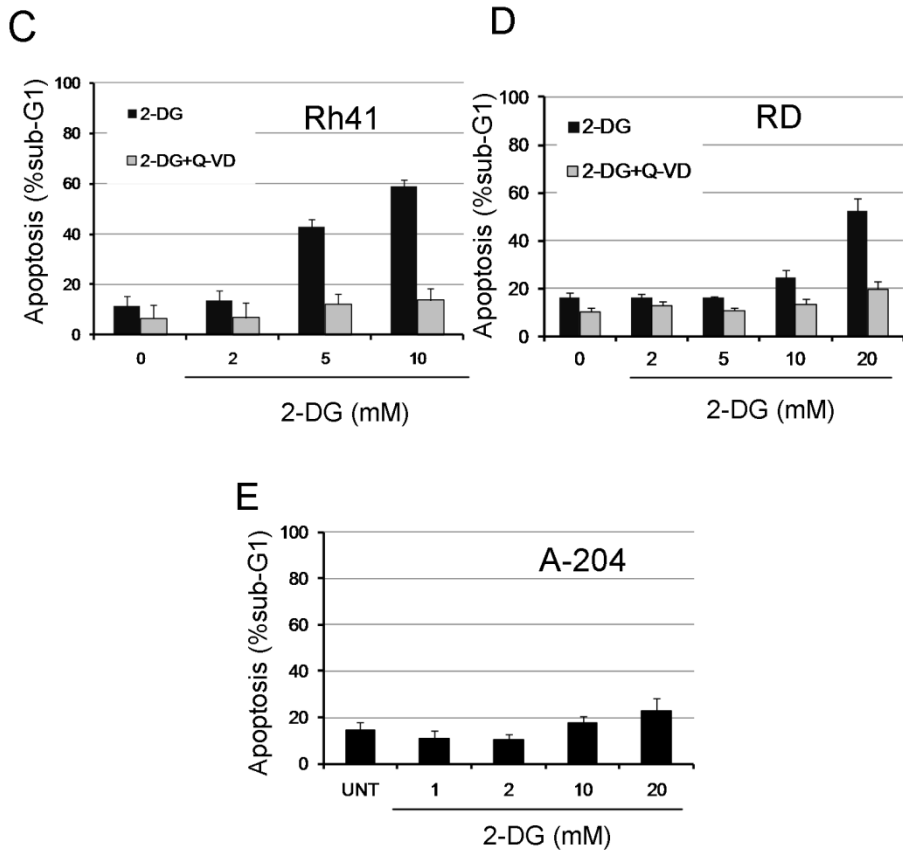 C
Apoptosis (%sub-G1)
100
80
60
40
20
0
2-DG
2-DG+Q-VD
Rh41
0 2 5 10
2-DG (mM)
D
Apoptosis (%sub-G1)
100
80
60
40
20
0
2-DG
2-DG+Q-VD
RD
0 2 5 10 20
2-DG (mM)
E
Apoptosis (%sub-G1)
100
80
60
40
20
0
A-204
UNT 1 2 10 20
2-DG (mM)